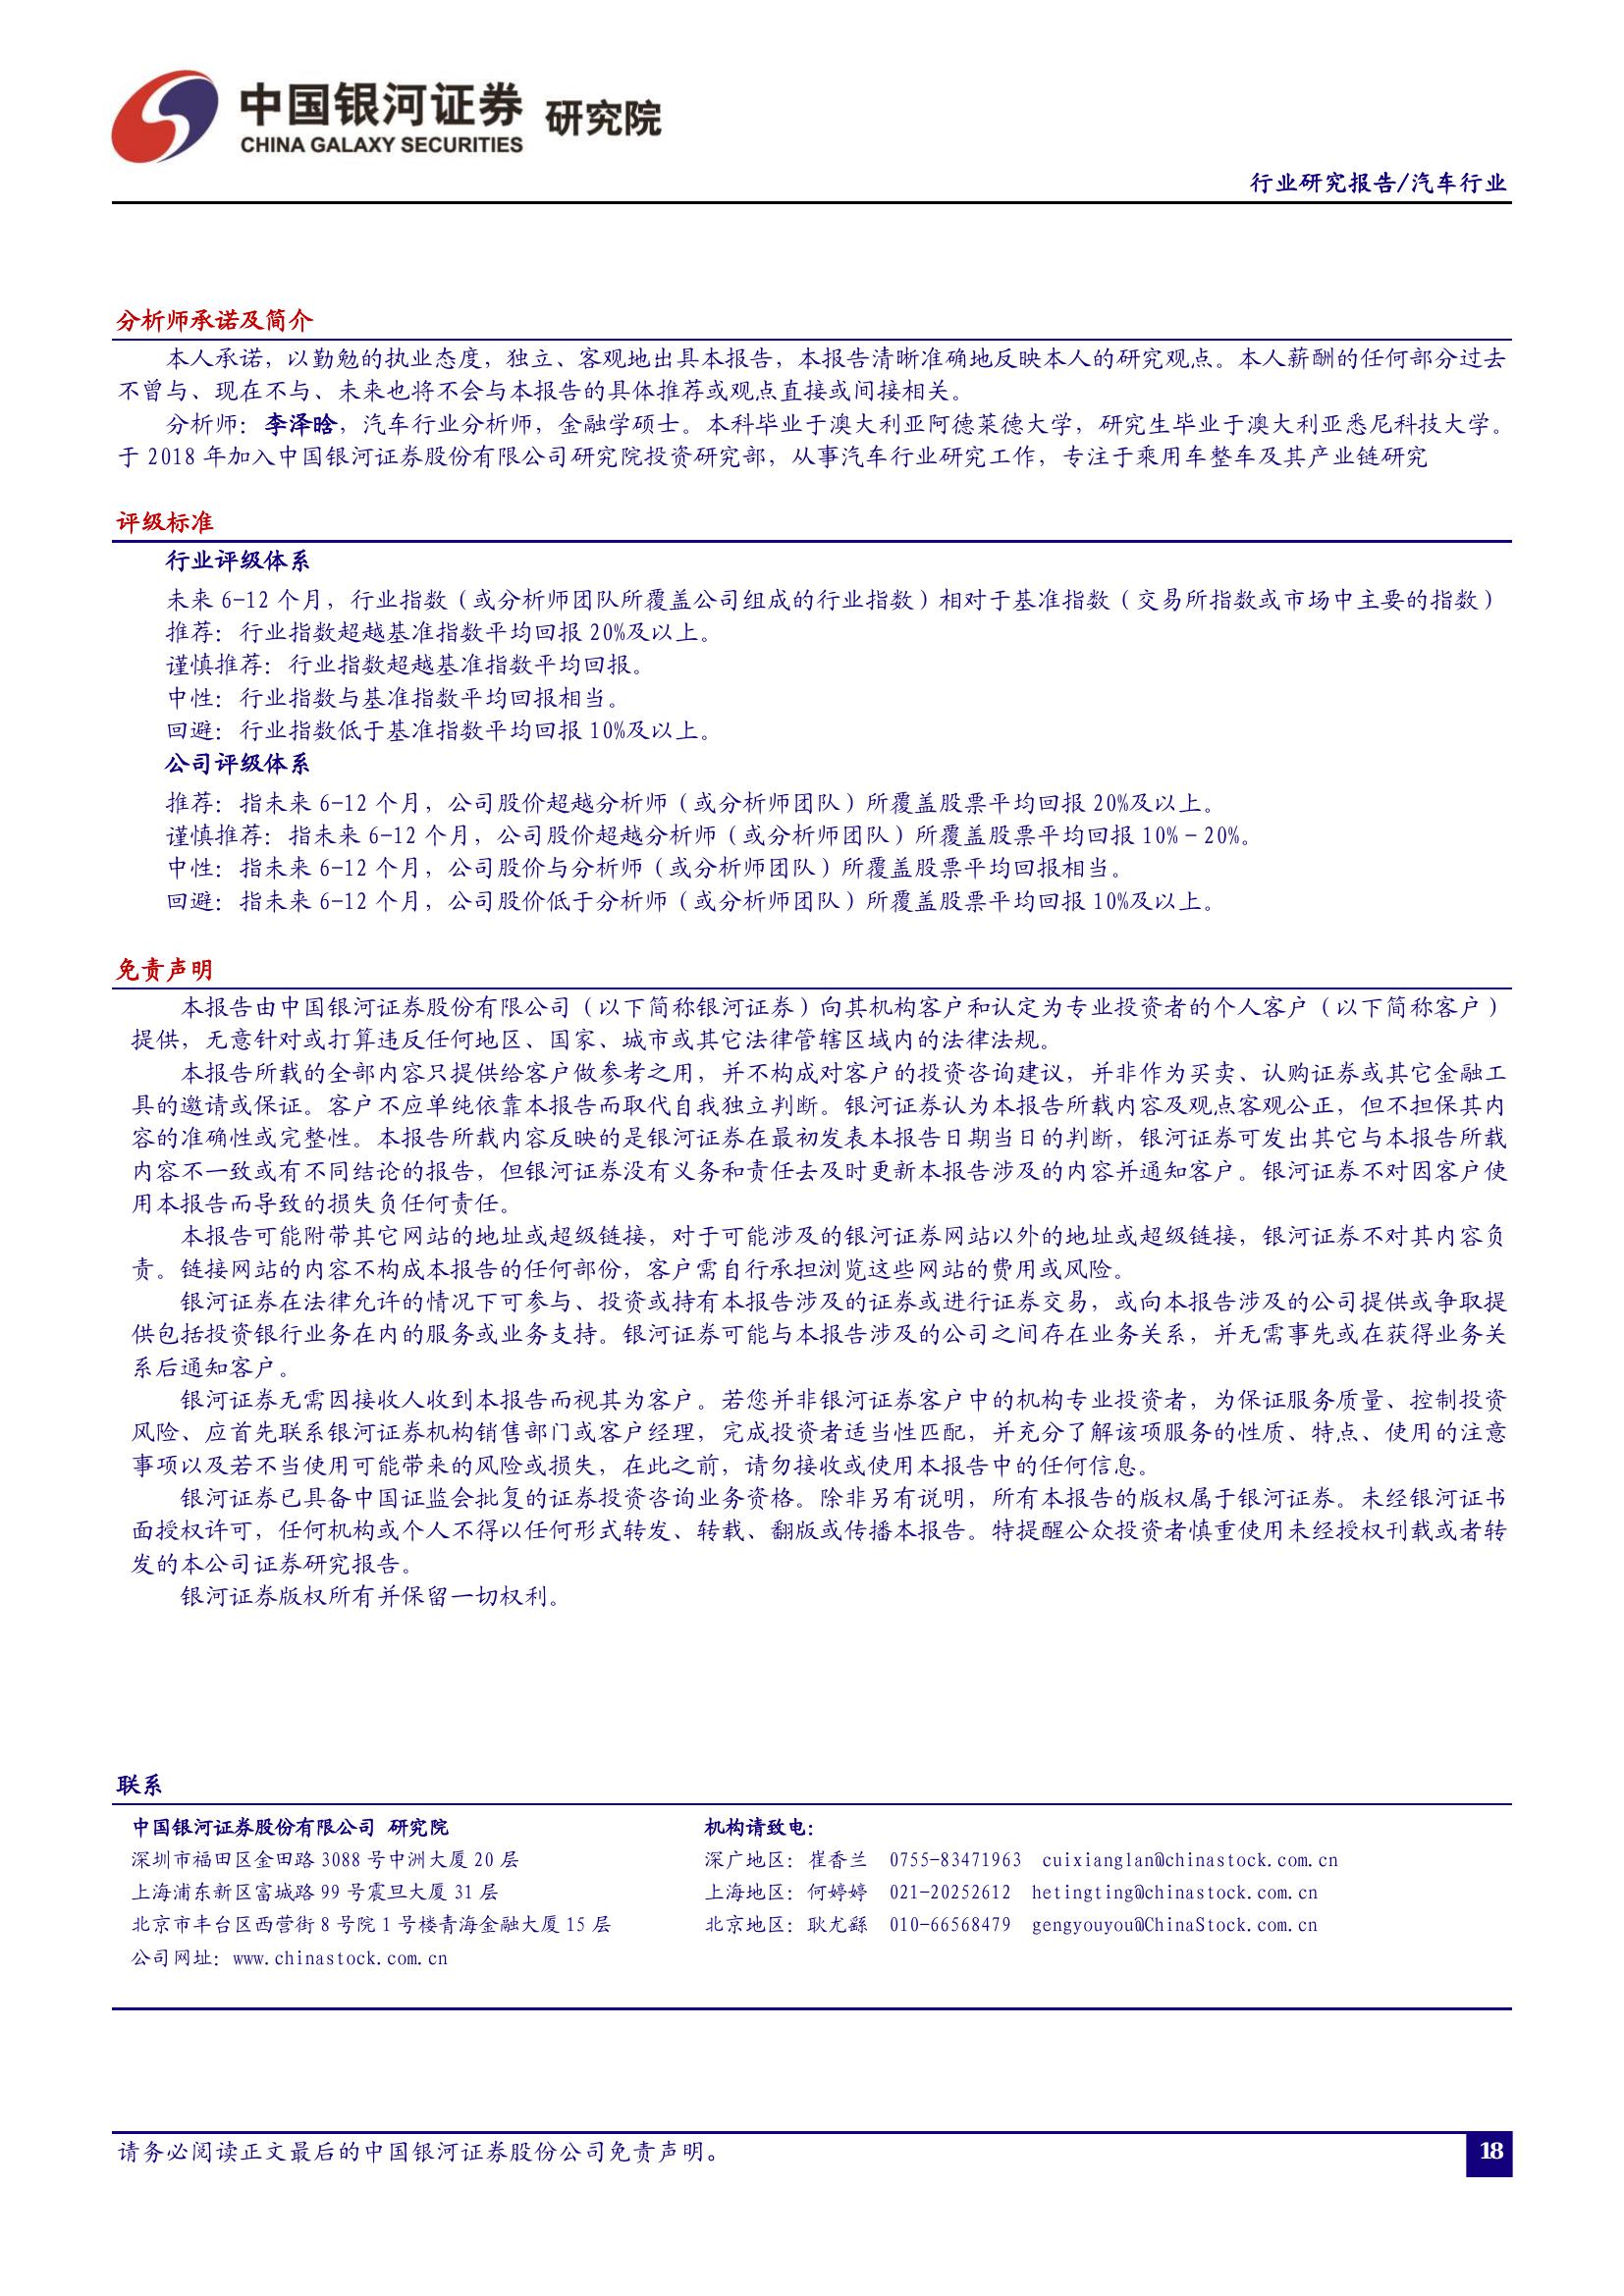 中国银河证券 研究院
CHINA GALAXY SECURITIES
行业研究报告/汽车行业
分析师承诺及简介
本人承诺，以勤勉的执业态度，独立、客观地出具本报告，本报告清晰准确地反映本人的研究观点。本人薪酬的任何部分过去
不曾与、现在不与、未来也将不会与本报告的具体推荐或观点直接或间接相关。
分析师：李泽晗，汽车行业分析师，金融学硕士。本科毕业于澳大利亚阿德莱德大学，研究生毕业于澳大利亚悉尼科技大学。
于 2018 年加入中国银河证券股份有限公司研究院投资研究部，从事汽车行业研究工作，专注于乘用车整车及其产业链研究
评级标准
行业评级体系
未来 6-12 个月，行业指数（或分析师团队所覆盖公司组成的行业指数）相对于基准指数（交易所指数或市场中主要的指数）
推荐：行业指数超越基准指数平均回报 20%及以上。
谨慎推荐：行业指数超越基准指数平均回报。
中性：行业指数与基准指数平均回报相当。
回避：行业指数低于基准指数平均回报 10%及以上。
公司评级体系
推荐：指未来 6-12 个月，公司股价超越分析师（或分析师团队）所覆盖股票平均回报 20%及以上。
谨慎推荐：指未来 6-12 个月，公司股价超越分析师（或分析师团队）所覆盖股票平均回报 10%－20%。
中性：指未来 6-12 个月，公司股价与分析师（或分析师团队）所覆盖股票平均回报相当。
回避：指未来 6-12 个月，公司股价低于分析师（或分析师团队）所覆盖股票平均回报 10%及以上。
免责声明
本报告由中国银河证券股份有限公司（以下简称银河证券）向其机构客户和认定为专业投资者的个人客户（以下简称客户）
提供，无意针对或打算违反任何地区、国家、城市或其它法律管辖区域内的法律法规。
本报告所载的全部内容只提供给客户做参考之用，并不构成对客户的投资咨询建议，并非作为买卖、认购证券或其它金融工
具的邀请或保证。客户不应单纯依靠本报告而取代自我独立判断。银河证券认为本报告所载内容及观点客观公正，但不担保其内
容的准确性或完整性。本报告所载内容反映的是银河证券在最初发表本报告日期当日的判断，银河证券可发出其它与本报告所载
内容不一致或有不同结论的报告，但银河证券没有义务和责任去及时更新本报告涉及的内容并通知客户。银河证券不对因客户使
用本报告而导致的损失负任何责任。
本报告可能附带其它网站的地址或超级链接，对于可能涉及的银河证券网站以外的地址或超级链接，银河证券不对其内容负
责。链接网站的内容不构成本报告的任何部份，客户需自行承担浏览这些网站的费用或风险。
银河证券在法律允许的情况下可参与、投资或持有本报告涉及的证券或进行证券交易，或向本报告涉及的公司提供或争取提
供包括投资银行业务在内的服务或业务支持。银河证券可能与本报告涉及的公司之间存在业务关系，并无需事先或在获得业务关
系后通知客户。
银河证券无需因接收人收到本报告而视其为客户。若您并非银河证券客户中的机构专业投资者，为保证服务质量、控制投资
风险、应首先联系银河证券机构销售部门或客户经理，完成投资者适当性匹配，并充分了解该项服务的性质、特点、使用的注意
事项以及若不当使用可能带来的风险或损失，在此之前，请勿接收或使用本报告中的任何信息。
银河证券已具备中国证监会批复的证券投资咨询业务资格。除非另有说明，所有本报告的版权属于银河证券。未经银河证书
面授权许可，任何机构或个人不得以任何形式转发、转载、翻版或传播本报告。特提醒公众投资者慎重使用未经授权刊载或者转
发的本公司证券研究报告。
银河证券版权所有并保留一切权利。
联系
中国银河证券股份有限公司 研究院 机构请致电：
深圳市福田区金田路 3088 号中洲大厦 20 层 深广地区：崔香兰 0755-83471963 cuixianglan@chinastock.com.cn
上海浦东新区富城路 99 号震旦大厦 31 层 上海地区：何婷婷 021-20252612 hetingting@chinastock.com.cn
北京市丰台区西营街 8 号院 1 号楼青海金融大厦 15 层 北京地区：耿尤繇 010-66568479 gengyouyou@ChinaStock.com.cn
公司网址：www.chinastock.com.cn
请务必阅读正文最后的中国银河证券股份公司免责声明。
18